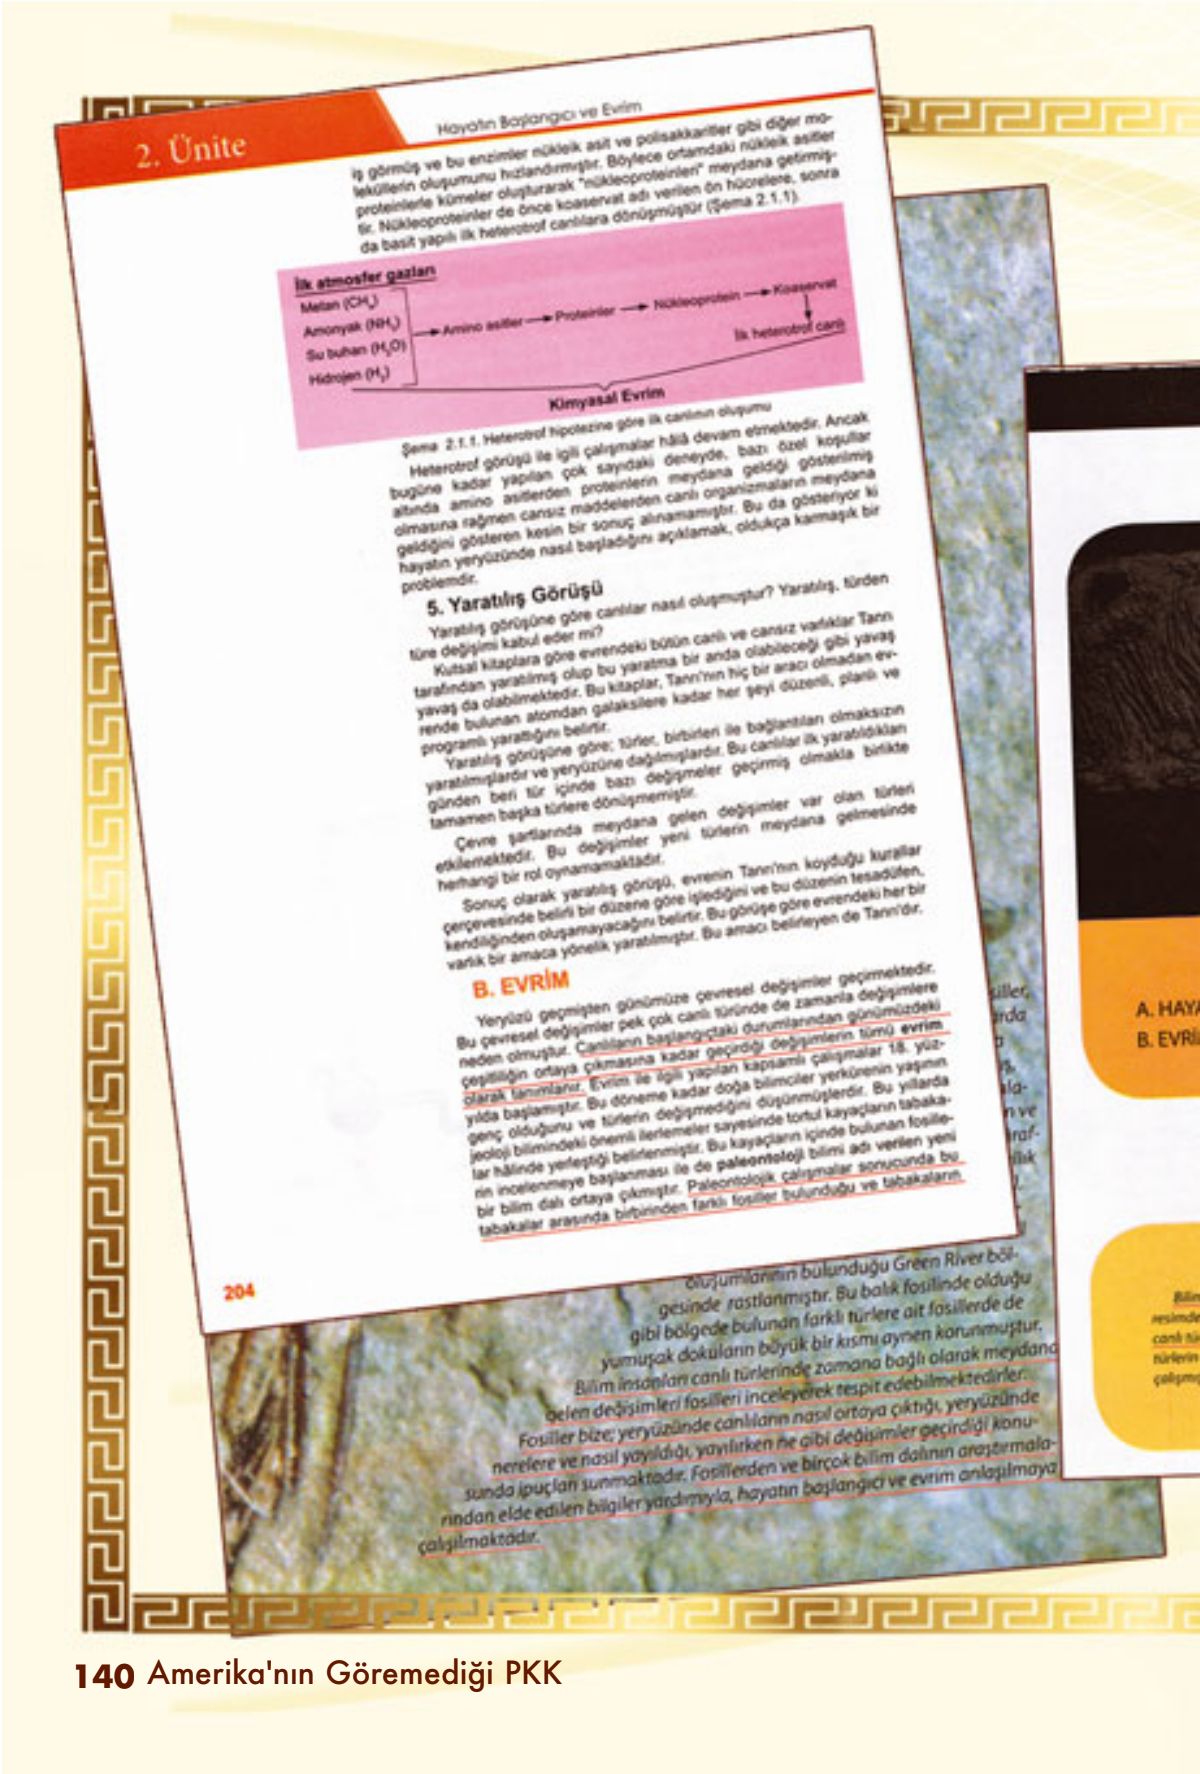 2. Ünite
Hayatın Başlangıcı ve Evrim
iş görmüş ve bu enzimler nükleik asit ve polisakkaritler gibi diğer mo-
leküllerin oluşumunu hızlandırmıştır. Böylece ortamdaki nükleik asitler
proteinlerle kümeler oluşturarak "nükleoproteinleri" meydana getirmiş-
tir. Nükleoproteinler de önce koaservat adı verilen ön hücrelere, sonra
da basit yapılı ilk heterotrof canlılara dönüşmüştür (Şema 2.1.1).
İlk atmosfer gazları
Metan (CH₄)
Amonyak (NH₃)
Su buharı (H₂O)
Hidrojen (H₂)
Amino asitler → Proteinler → Nükleoprotein → Koaservat
İlk heterotrof canlı
Kimyasal Evrim
Şema 2.1.1. Heterotrof hipotezine göre ilk canlının oluşumu
Heterotrof görüşü ile ilgili çalışmalar hâlâ devam etmektedir. Ancak
bugüne kadar yapılan çok sayıdaki deneyde, bazı özel koşullar
altında amino asitlerden proteinlerin meydana geldiği gösterilmiş
olmasına rağmen cansız maddelerden canlı organizmaların meydana
geldiğini gösteren kesin bir sonuç alınamamıştır. Bu da gösteriyor ki
hayatın yeryüzünde nasıl başladığını açıklamak, oldukça karmaşık bir
problemdir.
5. Yaratılış Görüşü
Yaratılış görüşüne göre canlılar nasıl oluşmuştur? Yaratılış, türden
türe değişimi kabul eder mi?
Kutsal kitaplara göre evrendeki bütün canlı ve cansız varlıklar Tanrı
tarafından yaratılmış olup bu yaratma bir anda olabileceği gibi yavaş
yavaş da olabilmektedir. Bu kitaplar, Tanrı'nın hiç bir aracı olmadan ev-
rende bulunan atomdan galaksilere kadar her şeyi düzenli, planlı ve
programlı yarattığını belirtir.
Yaratılış görüşüne göre; türler, birbirleri ile bağlantıları olmaksızın
yaratılmışlardır ve yeryüzüne dağılmışlardır. Bu canlılar ilk yaratıldıkları
günden beri tür içinde bazı değişmeler geçirmiş olmakla birlikte
tamamen başka türlere dönüşmemiştir.
Çevre şartlarında meydana gelen değişimler var olan türleri
etkilemektedir. Bu değişimler yeni türlerin meydana gelmesinde
herhangi bir rol oynamamaktadır.
Sonuç olarak yaratılış görüşü, evrenin Tanrı'nın koyduğu kurallar
çerçevesinde belirli bir düzene göre işlediğini ve bu düzenin tesadüfen,
kendiliğinden oluşamayacağını belirtir. Bu görüşe göre evrendeki her bir
varlık bir amaca yönelik yaratılmıştır. Bu amacı belirleyen de Tanrı'dır.
B. EVRİM
Yeryüzü geçmişten günümüze çevresel değişimler geçirmektedir.
Bu çevresel değişimler pek çok canlı türünde de zamanla değişimlere
neden olmuştur. Canlıların başlangıçtaki durumlarından günümüzdeki
çeşitliliğin ortaya çıkmasına kadar geçirdiği değişimlerin tümü evrim
olarak tanımlanır. Evrim ile ilgili yapılan kapsamlı çalışmalar 18. yüz-
yılda başlamıştır. Bu döneme kadar doğa bilimciler yerkürenin yaşının
genç olduğunu ve türlerin değişmediğini düşünmüşlerdir. Bu yıllarda
jeoloji bilimindeki önemli ilerlemeler sayesinde tortul kayaçların tabaka-
lar hâlinde yerleştiği belirlenmiştir. Bu kayaçların içinde bulunan fosille-
rin incelenmeye başlanması ile de paleontoloji bilimi adı verilen yeni
bir bilim dalı ortaya çıkmıştır. Paleontolojik çalışmalar sonucunda bu
tabakalar arasında birbirinden farklı fosiller bulunduğu ve tabakaların
204
oluşumlarının bulunduğu Green River böl-
gesinde rastlanmıştır. Bu balık fosilinde olduğu
gibi bölgede bulunan farklı türlere ait fosillerde de
yumuşak dokuların büyük bir kısmı aynen korunmuştur.
Bilim insanları canlı türlerinde zamana bağlı olarak meydana
gelen değişimleri fosilleri inceleyerek tespit edebilmektedirler.
Fosiller bize; yeryüzünde canlıların nasıl ortaya çıktığı, yeryüzünde
nerelere ve nasıl yayıldığı, yayılırken ne gibi değişimler geçirdiği konu-
sunda ipuçları sunmaktadır. Fosillerden ve birçok bilim dalının araştırmala-
rından elde edilen bilgiler yardımıyla, hayatın başlangıcı ve evrim anlaşılmaya
çalışılmaktadır.
A. HAYA
B. EVRİ
Bilim
resimde
canlı tü
türlerin
çalışmış
140 Amerika'nın Göremediği PKK